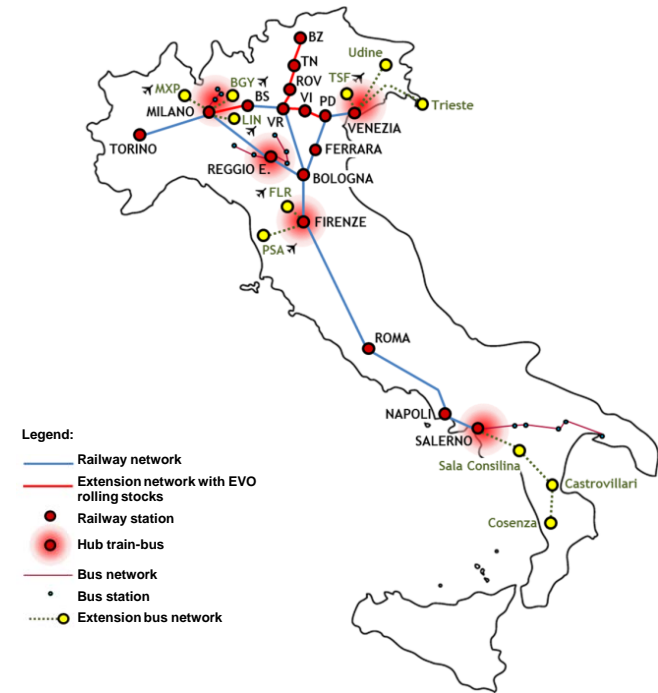 BZ
Udine
TN
TSF
ROV
BGY
MXP
BS
VI
PD
Trieste
MILANO
LIN
VR
VENEZIA
TORINO
FERRARA
REGGIO E.
BOLOGNA
FLR
FIRENZE
PSA
ROMA
NAPOLI
SALERNO
Sala Consilina
Castrovillari
Cosenza
Legend:
Railway network
Extension network with EVO
rolling stocks
Railway station
Hub train-bus
Bus network
Bus station
Extension bus network